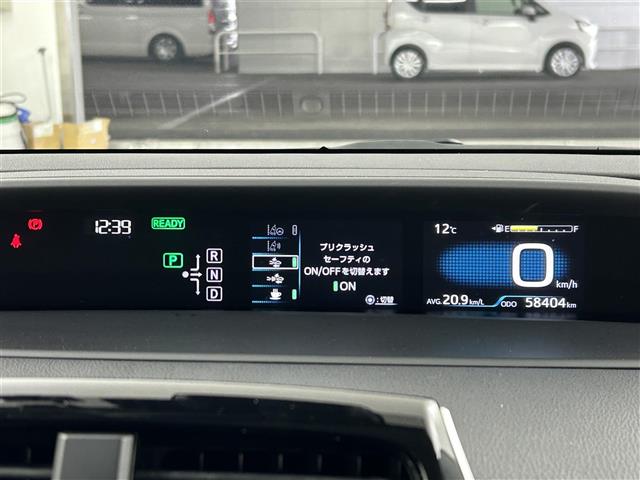 12:39
READY
P
R
N
D
プリクラッシュ
セーフティの
ON/OFFを切替えます
ON
:切替
12℃
E F
0
km/h
AVG. 20.9 km/L
ODO 58404 km